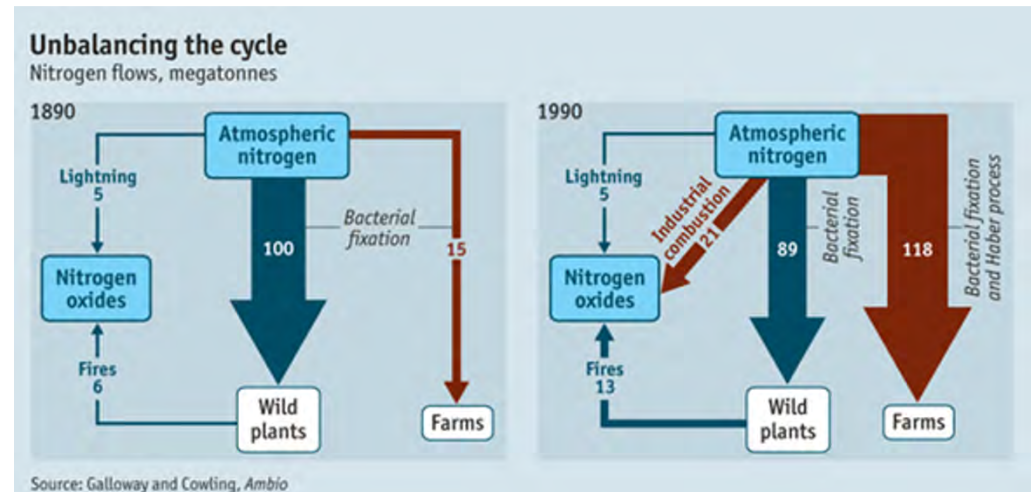 Unbalancing the cycle
Nitrogen flows, megatonnes
1890
Atmospheric
nitrogen
Lightning
5
Bacterial
fixation
100
15
Nitrogen
oxides
Fires
6
Wild
plants
Farms
1990
Atmospheric
nitrogen
Lightning
5
Industrial
combustion
21
Bacterial
fixation
89
118
Bacterial fixation
and Haber process
Nitrogen
oxides
Fires
13
Wild
plants
Farms
Source: Galloway and Cowling, Ambio